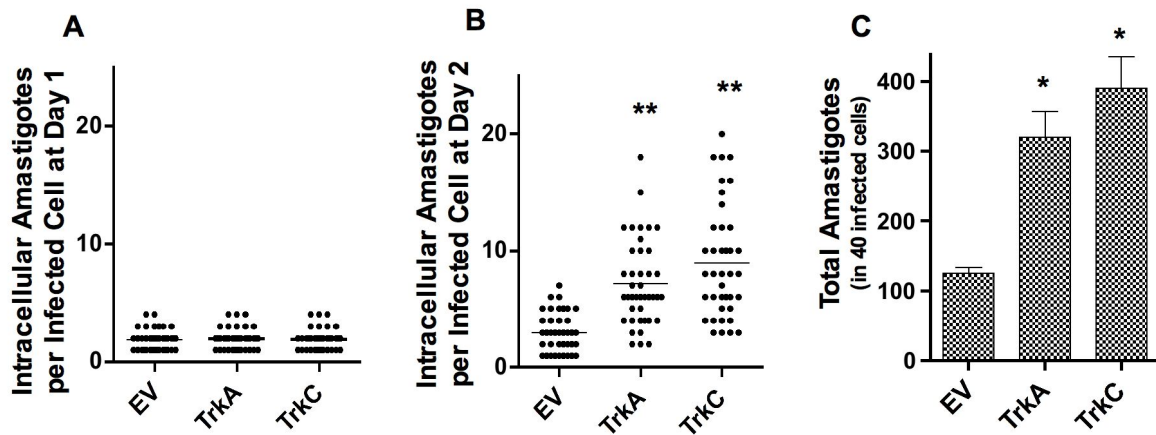 A
Intracellular Amastigotes
per Infected Cell at Day 1
20
10
0
EV
TrkA
TrkC
B
Intracellular Amastigotes
per Infected Cell at Day 2
20
10
0
**
**
EV
TrkA
TrkC
C
Total Amastigotes
(in 40 infected cells)
400
300
200
100
0
*
*
EV
TrkA
TrkC